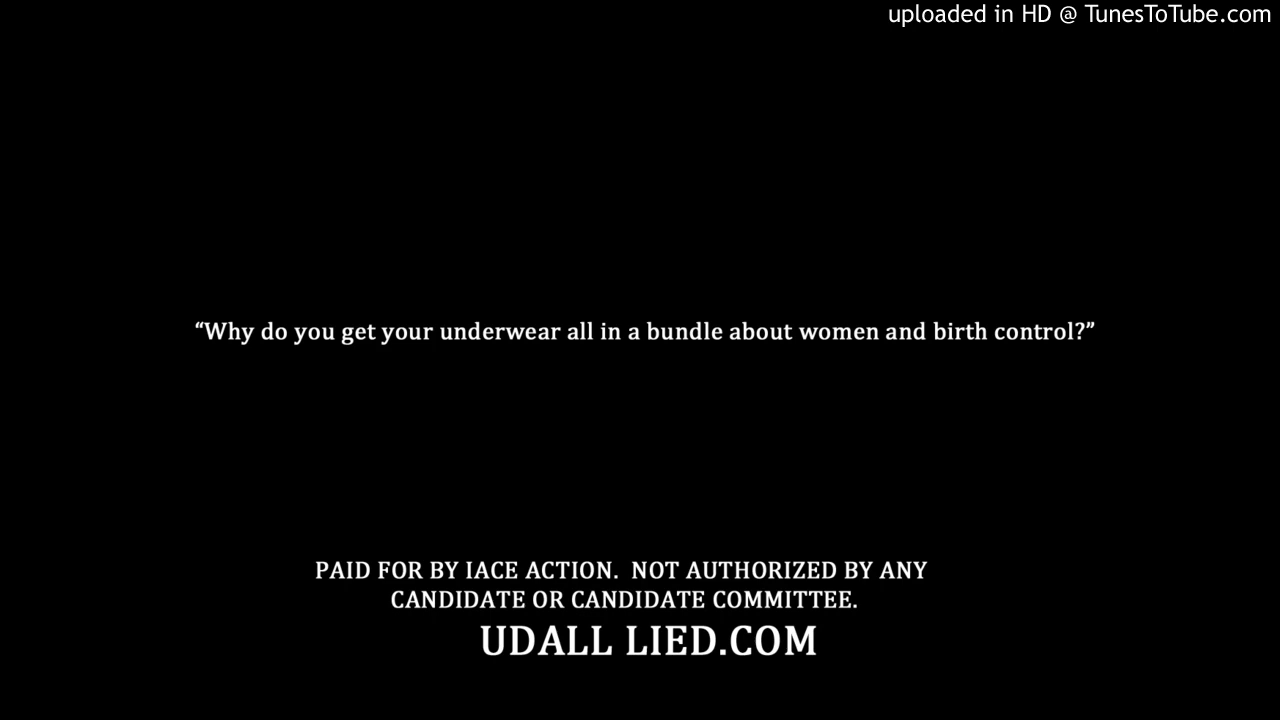 uploaded in HD @ TunesToTube.com
“Why do you get your underwear all in a bundle about women and birth control?”
PAID FOR BY IACE ACTION.  NOT AUTHORIZED BY ANY
CANDIDATE OR CANDIDATE COMMITTEE.
UDALL LIED.COM